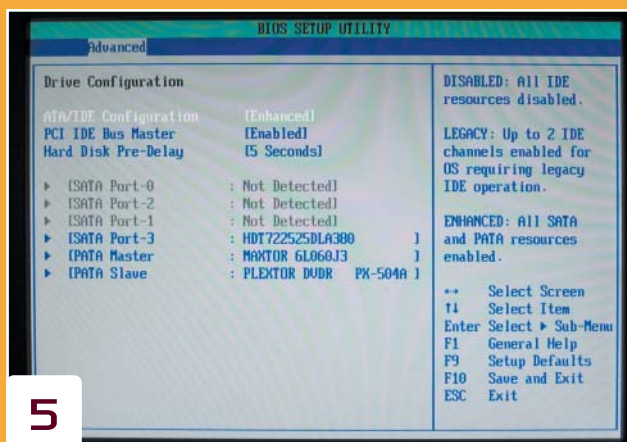 BIOS SETUP UTILITY
Advanced
Drive Configuration
ATA/IDE Configuration [Enhanced]
PCI IDE Bus Master [Enabled]
Hard Disk Pre-Delay [5 Seconds]
▶ [SATA Port-0 : Not Detected]
▶ [SATA Port-2 : Not Detected]
▶ [SATA Port-1 : Not Detected]
▶ [SATA Port-3 : HDT722525DLA380 ]
▶ [PATA Master : MAXTOR 6L060J3 ]
▶ [PATA Slave : PLEXTOR DVDR PX-504A ]
DISABLED: All IDE
resources disabled.
LEGACY: Up to 2 IDE
channels enabled for
OS requiring legacy
IDE operation.
ENHANCED: All SATA
and PATA resources
enabled.
↔ Select Screen
↑↓ Select Item
Enter Select ▶ Sub-Menu
F1 General Help
F9 Setup Defaults
F10 Save and Exit
ESC Exit
5